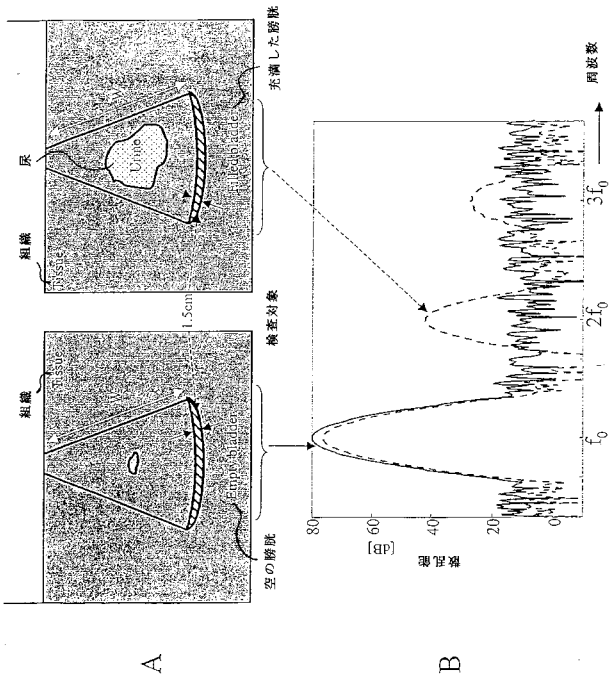 A
組織
Tissue
尿
組織
Tissue
Urine
Empty bladder
Filled bladder
1.5cm
空の膀胱
検査対象
充満した膀胱
B
散乱能
[dB]
80
60
40
20
0
f₀
2f₀
3f₀
周波数